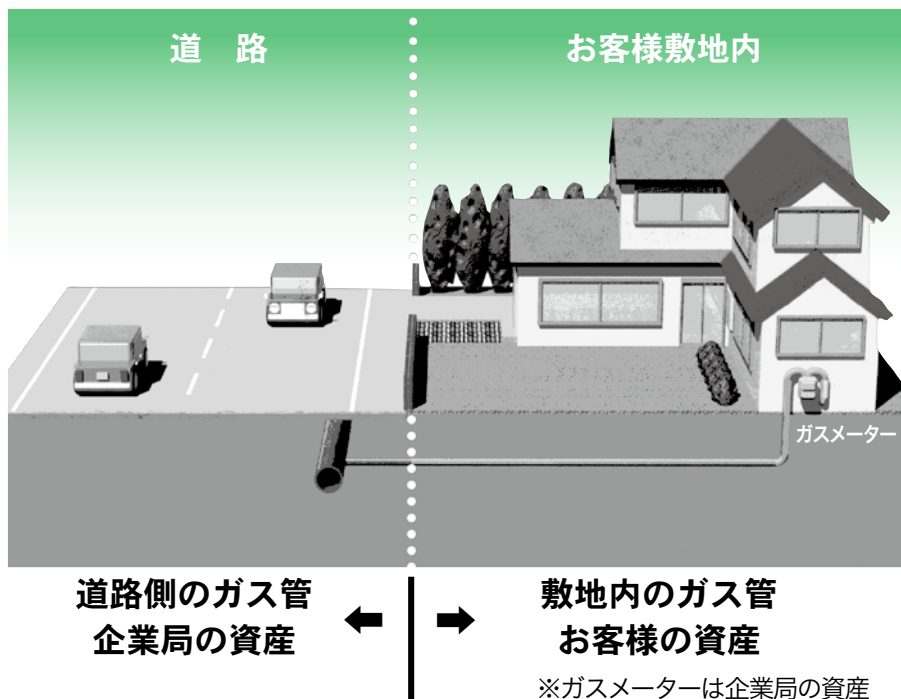 道　路
お客様敷地内
ガスメーター
道路側のガス管
企業局の資産
敷地内のガス管
お客様の資産
※ガスメーターは企業局の資産